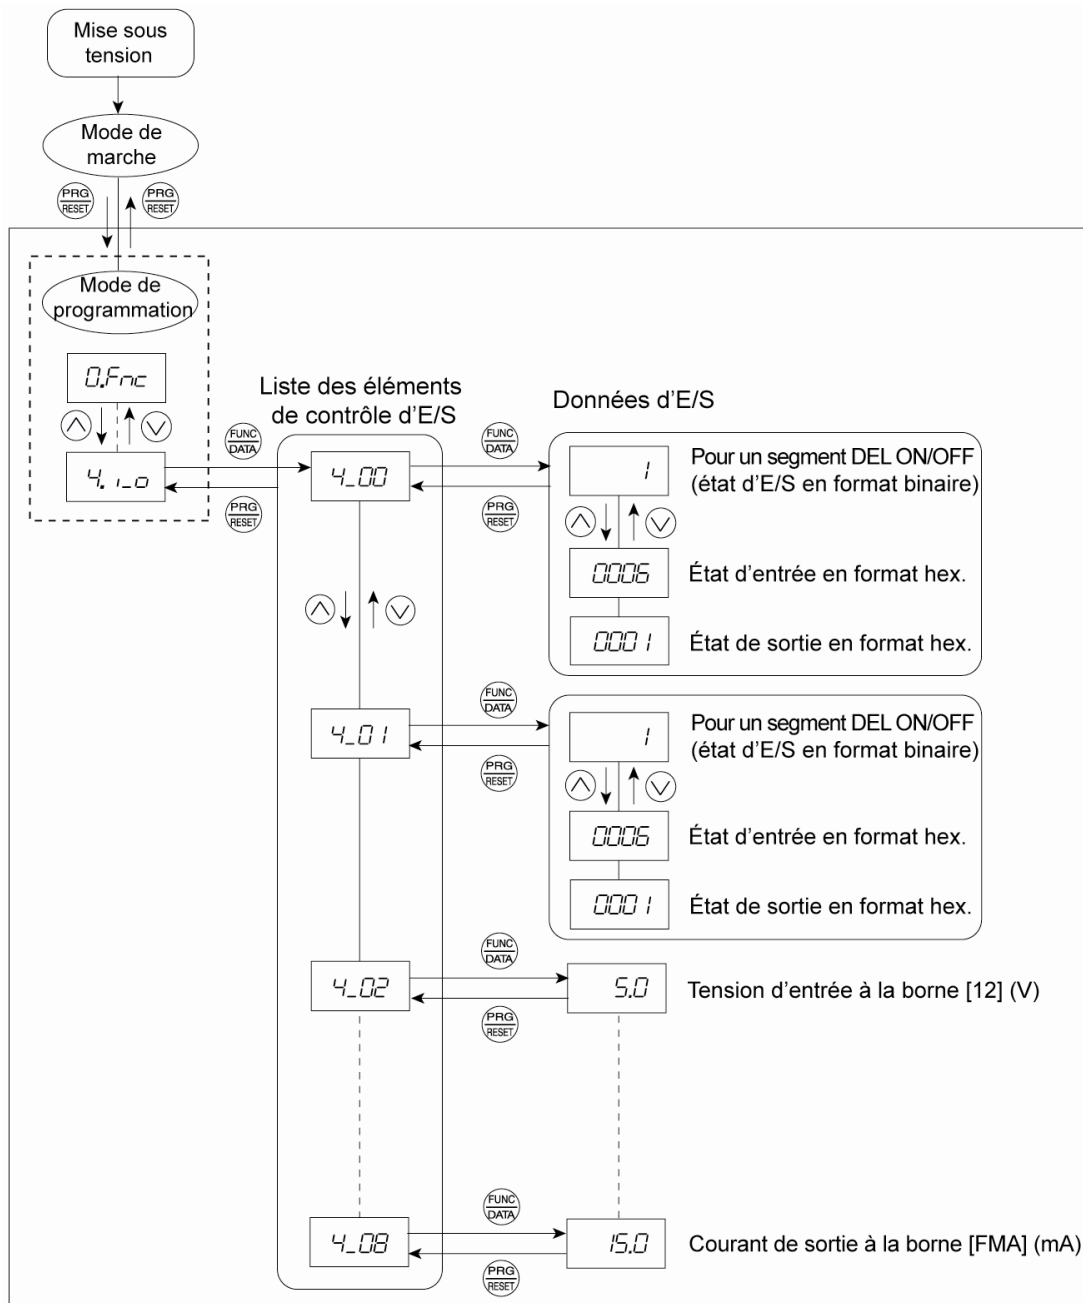 Mise sous
tension
Mode de
marche
PRG
RESET
PRG
RESET
Mode de
programmation
0.Fnc
4.i_o
FUNC
DATA
PRG
RESET
Liste des éléments
de contrôle d'E/S
Données d'E/S
4_00
FUNC
DATA
PRG
RESET
1
Pour un segment DEL ON/OFF
(état d'E/S en format binaire)
0006
État d'entrée en format hex.
0001
État de sortie en format hex.
4_01
FUNC
DATA
PRG
RESET
1
Pour un segment DEL ON/OFF
(état d'E/S en format binaire)
0006
État d'entrée en format hex.
0001
État de sortie en format hex.
4_02
FUNC
DATA
PRG
RESET
5.0
Tension d'entrée à la borne [12] (V)
4_08
FUNC
DATA
PRG
RESET
15.0
Courant de sortie à la borne [FMA] (mA)